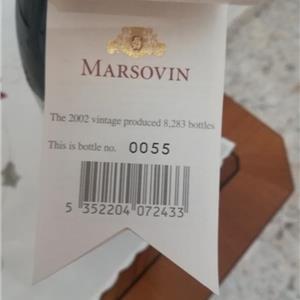 MARSOVIN
The 2002 vintage produced 8,283 bottles
This is bottle no. 0055
5 352204 072433